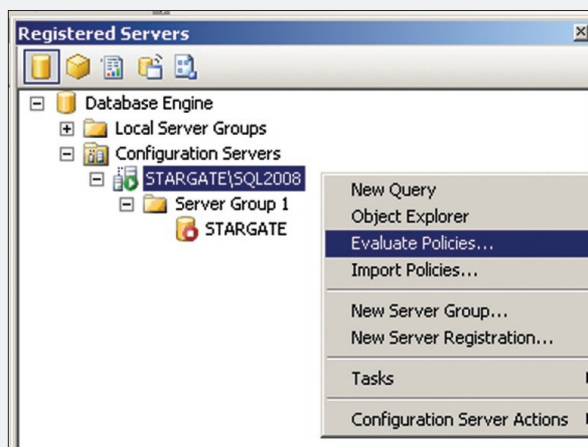 Registered Servers
Database Engine
Local Server Groups
Configuration Servers
STARGATE\SQL2008
Server Group 1
STARGATE
New Query
Object Explorer
Evaluate Policies...
Import Policies...
New Server Group...
New Server Registration...
Tasks
Configuration Server Actions